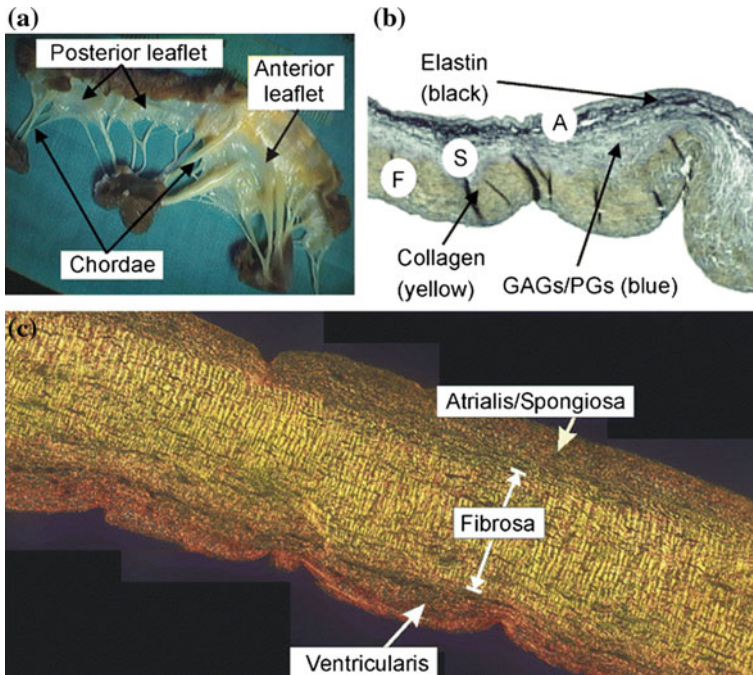 (a)
Posterior leaflet
Anterior
leaflet
Chordae
(b)
Elastin
(black)
A
S
F
Collagen
(yellow)
GAGs/PGs (blue)
(c)
Atrialis/Spongiosa
Fibrosa
Ventricularis